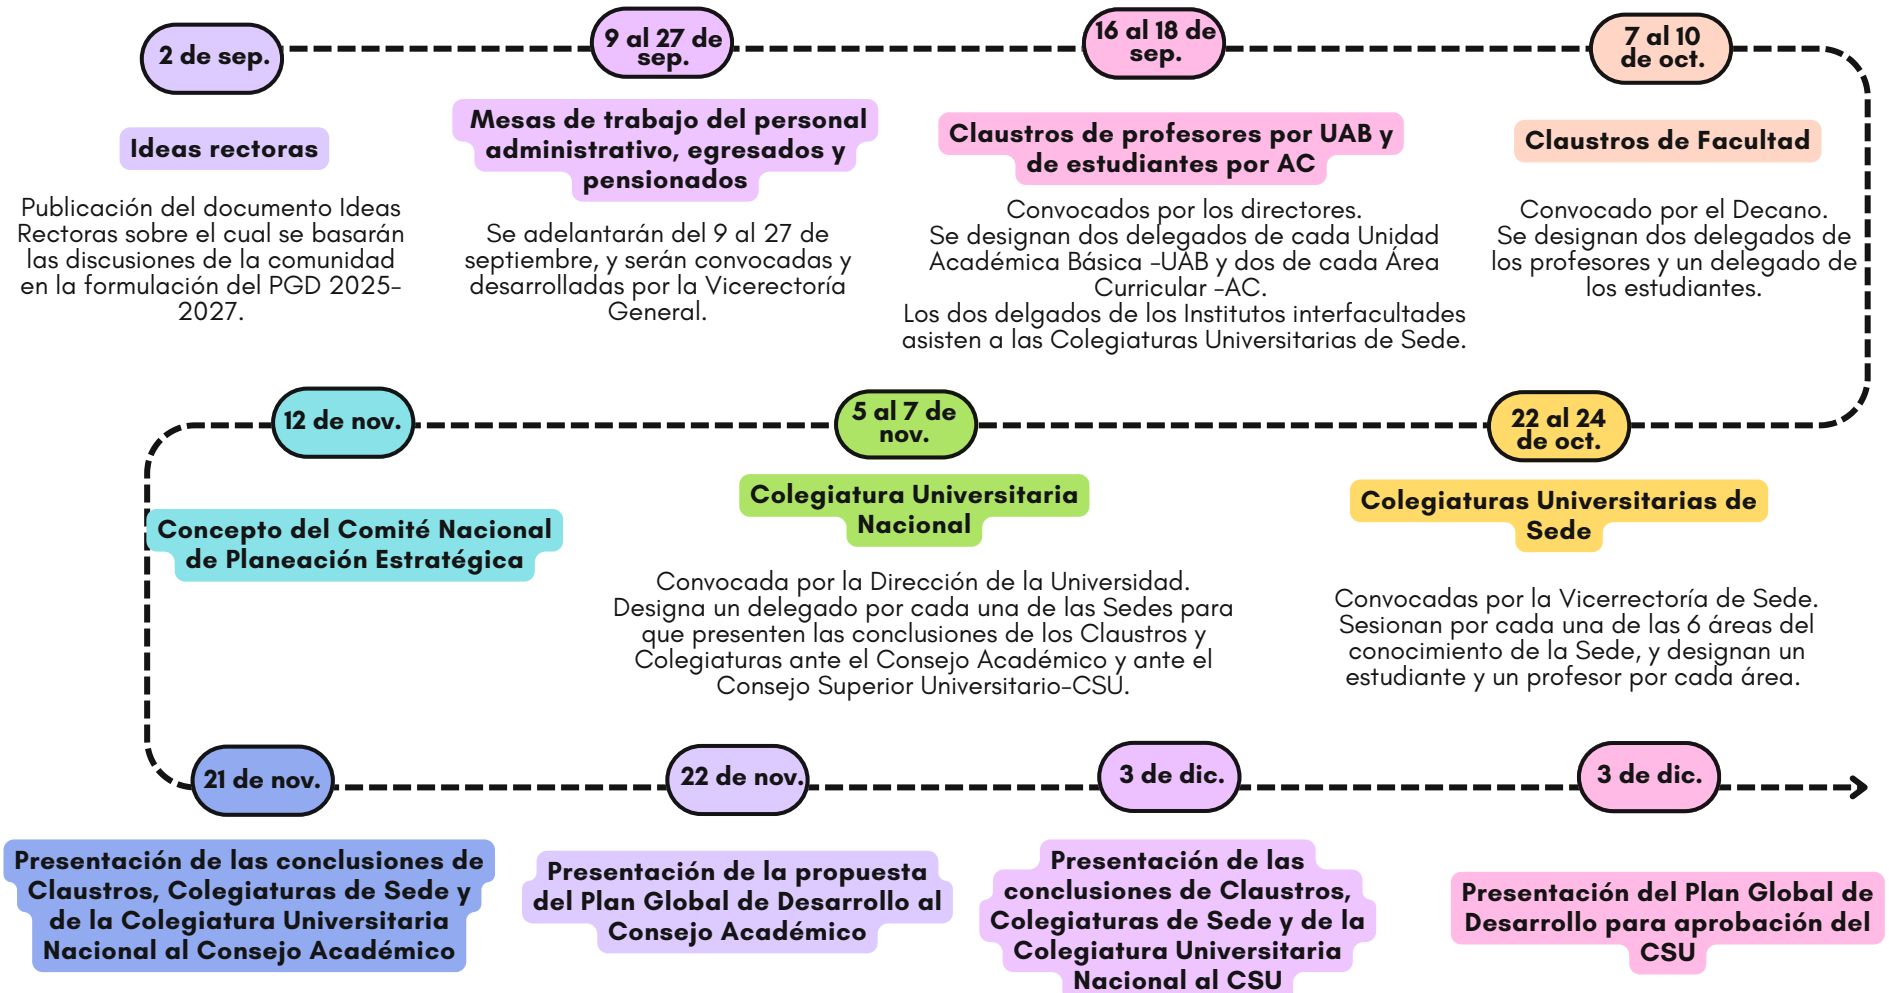 2 de sep.
Ideas rectoras
Publicación del documento Ideas
Rectoras sobre el cual se basarán
las discusiones de la comunidad
en la formulación del PGD 2025-
2027.
9 al 27 de
sep.
Mesas de trabajo del personal
administrativo, egresados y
pensionados
Se adelantarán del 9 al 27 de
septiembre, y serán convocadas y
desarrolladas por la Vicerectoría
General.
16 al 18 de
sep.
Claustros de profesores por UAB y
de estudiantes por AC
Convocados por los directores.
Se designan dos delegados de cada Unidad
Académica Básica -UAB y dos de cada Área
Curricular -AC.
Los dos delgados de los Institutos interfacultades
asisten a las Colegiaturas Universitarias de Sede.
7 al 10
de oct.
Claustros de Facultad
Convocado por el Decano.
Se designan dos delegados de
los profesores y un delegado de
los estudiantes.
22 al 24
de oct.
Colegiaturas Universitarias de
Sede
Convocadas por la Vicerrectoría de Sede.
Sesionan por cada una de las 6 áreas del
conocimiento de la Sede, y designan un
estudiante y un profesor por cada área.
5 al 7 de
nov.
Colegiatura Universitaria
Nacional
Convocada por la Dirección de la Universidad.
Designa un delegado por cada una de las Sedes para
que presenten las conclusiones de los Claustros y
Colegiaturas ante el Consejo Académico y ante el
Consejo Superior Universitario-CSU.
12 de nov.
Concepto del Comité Nacional
de Planeación Estratégica
21 de nov.
Presentación de las conclusiones de
Claustros, Colegiaturas de Sede y
de la Colegiatura Universitaria
Nacional al Consejo Académico
22 de nov.
Presentación de la propuesta
del Plan Global de Desarrollo al
Consejo Académico
3 de dic.
Presentación de las
conclusiones de Claustros,
Colegiaturas de Sede y de la
Colegiatura Universitaria
Nacional al CSU
3 de dic.
Presentación del Plan Global de
Desarrollo para aprobación del
CSU